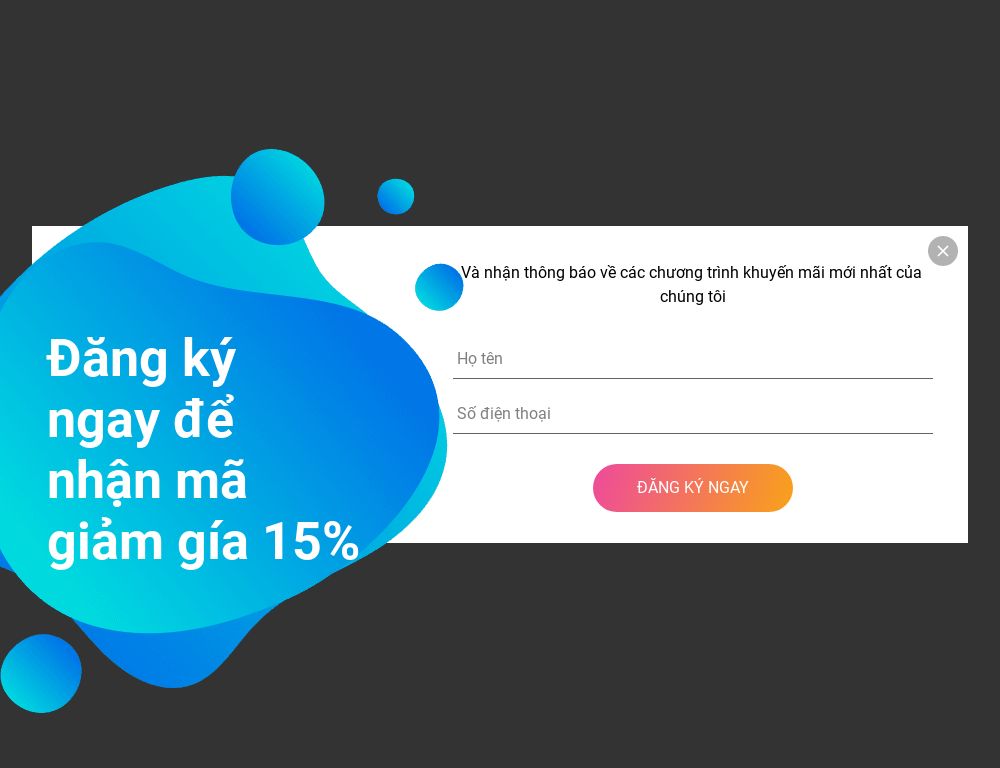 Đăng ký
ngay để
nhận mã
giảm gía 15%
Và nhận thông báo về các chương trình khuyến mãi mới nhất của
chúng tôi
Họ tên
Số điện thoại
ĐĂNG KÝ NGAY